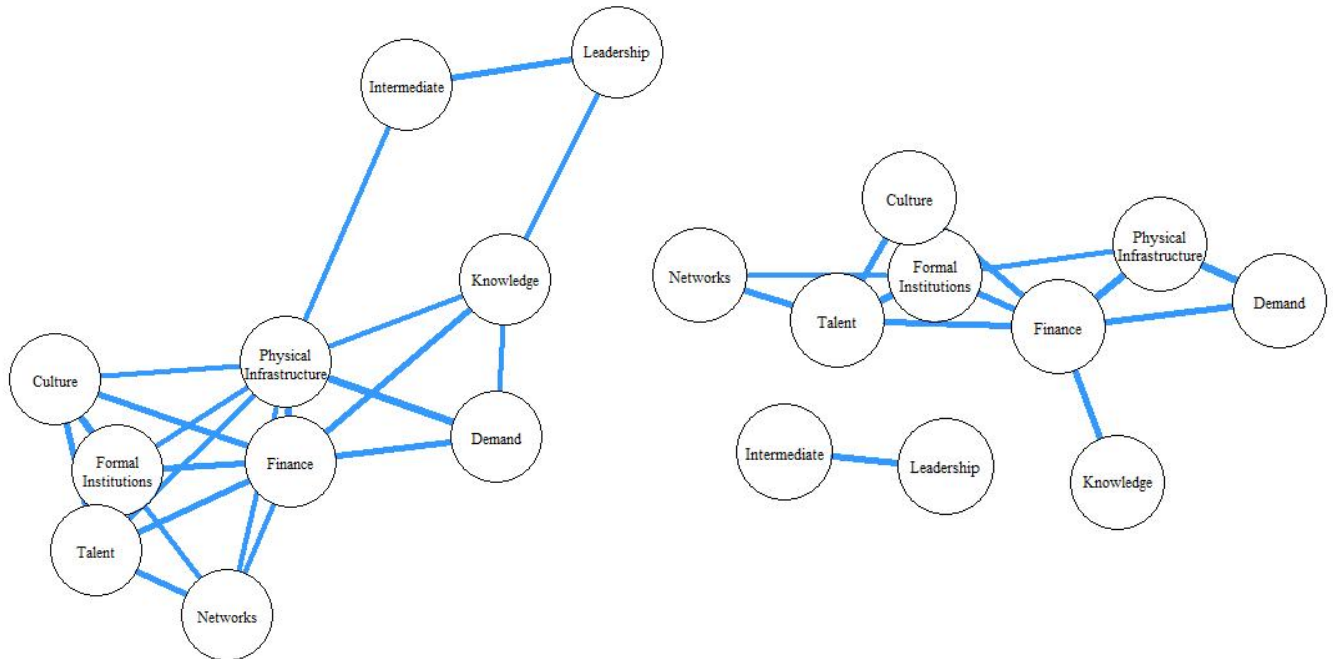 Leadership
Intermediate
Knowledge
Physical
Infrastructure
Culture
Demand
Formal
Institutions
Finance
Talent
Networks
Culture
Physical
Infrastructure
Networks
Formal
Institutions
Demand
Talent
Finance
Intermediate
Leadership
Knowledge